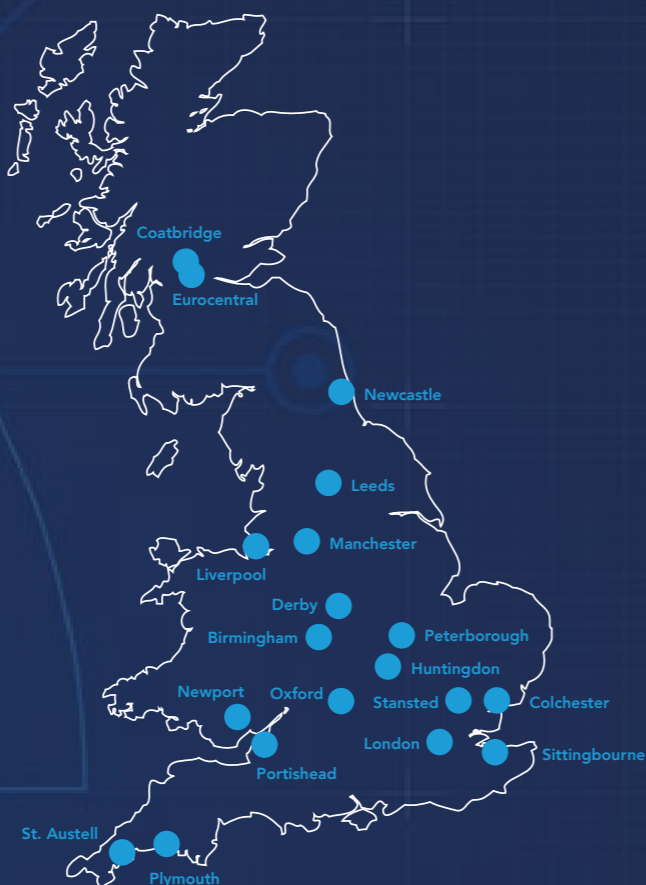 Coatbridge
Eurocentral
Newcastle
Leeds
Manchester
Liverpool
Derby
Birmingham
Peterborough
Huntingdon
Newport
Oxford
Stansted
Colchester
London
Sittingbourne
Portishead
St. Austell
Plymouth